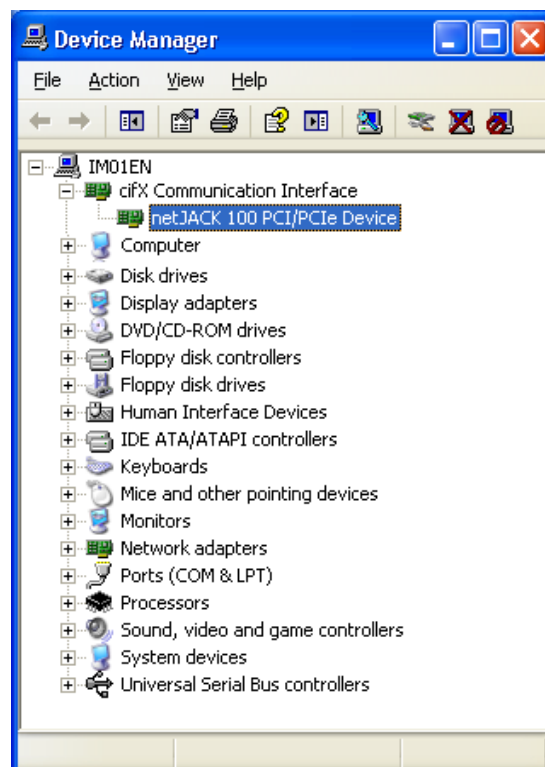 Device Manager
File Action View Help
IM01EN
cifX Communication Interface
netJACK 100 PCI/PCIe Device
Computer
Disk drives
Display adapters
DVD/CD-ROM drives
Floppy disk controllers
Floppy disk drives
Human Interface Devices
IDE ATA/ATAPI controllers
Keyboards
Mice and other pointing devices
Monitors
Network adapters
Ports (COM & LPT)
Processors
Sound, video and game controllers
System devices
Universal Serial Bus controllers